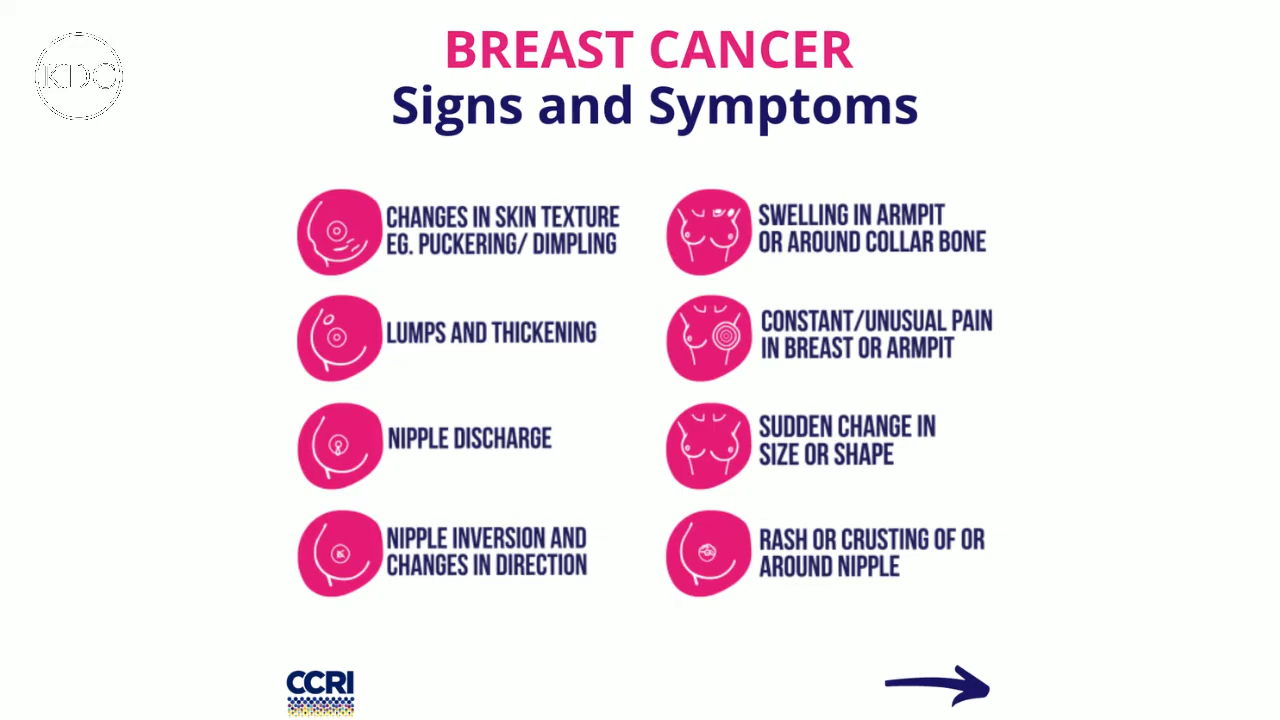 KDC
BREAST CANCER
Signs and Symptoms
CHANGES IN SKIN TEXTURE
EG. PUCKERING/ DIMPLING
LUMPS AND THICKENING
NIPPLE DISCHARGE
NIPPLE INVERSION AND
CHANGES IN DIRECTION
SWELLING IN ARMPIT
OR AROUND COLLAR BONE
CONSTANT/UNUSUAL PAIN
IN BREAST OR ARMPIT
SUDDEN CHANGE IN
SIZE OR SHAPE
RASH OR CRUSTING OF OR
AROUND NIPPLE
CCRI